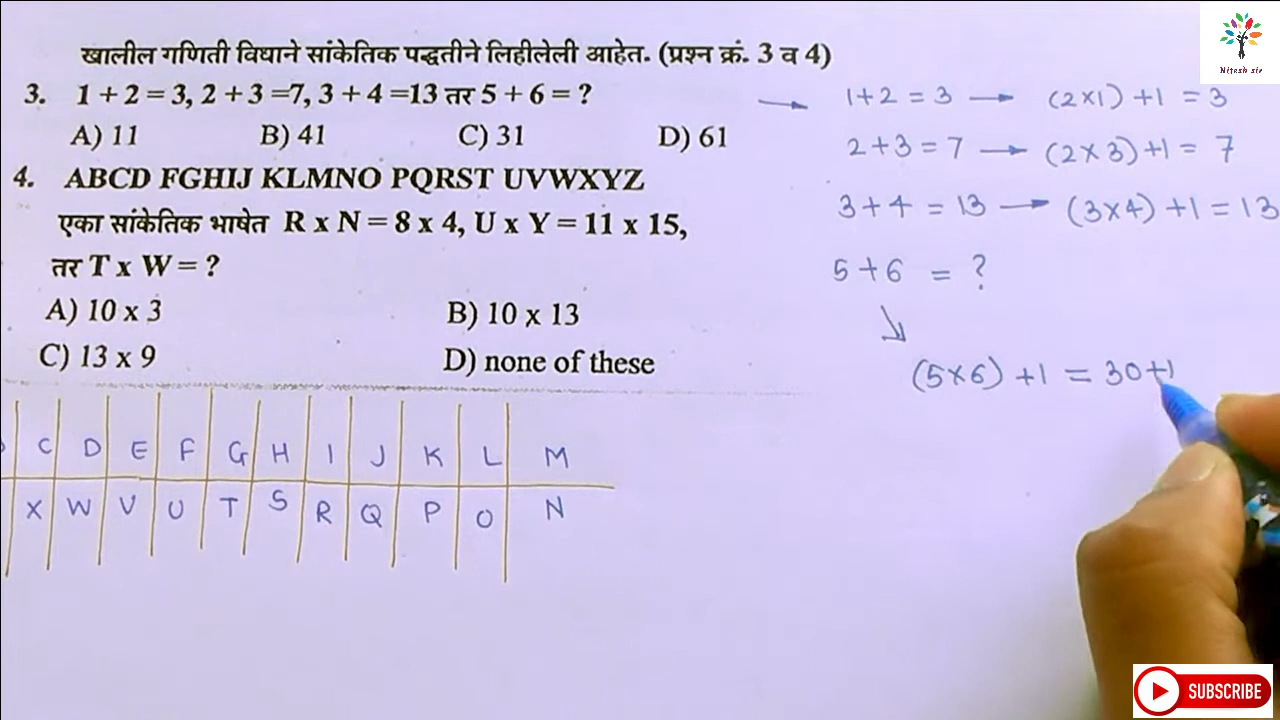 खालील गणिती विधाने सांकेतिक पद्धतीने लिहीलेली आहेत. (प्रश्न क्रं. 3 व 4)
3. 1 + 2 = 3, 2 + 3 =7, 3 + 4 =13 तर 5 + 6 = ?
A) 11 B) 41 C) 31 D) 61
4. ABCD FGHIJ KLMNO PQRST UVWXYZ
एका सांकेतिक भाषेत R x N = 8 x 4, U x Y = 11 x 15,
तर T x W = ?
A) 10 x 3 B) 10 x 13
C) 13 x 9 D) none of these
C D E F G H I J K L M
X W V U T S R Q P O N
1+2 = 3 → (2×1) +1 = 3
2+3 = 7 → (2×3) +1 = 7
3+4 = 13 → (3×4) +1 = 13
5+6 = ?
(5×6) +1 = 30+1
Nitesh sir
SUBSCRIBE